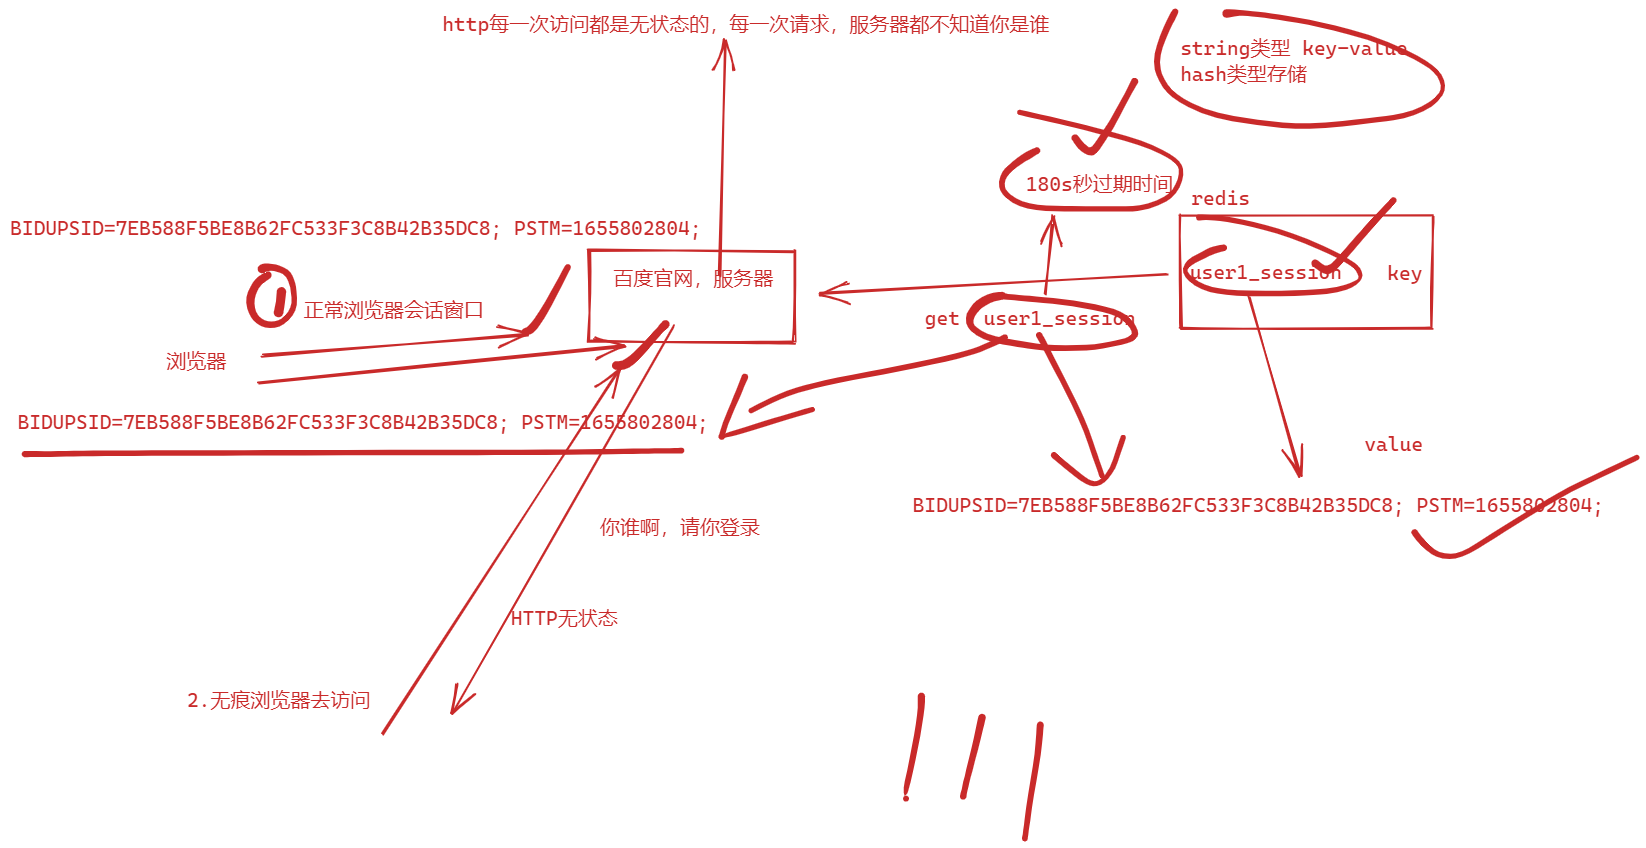 http每一次访问都是无状态的，每一次请求，服务器都不知道你是谁
string类型 key-value
hash类型存储
180s秒过期时间
redis
BIDUPSID=7EB588F5BE8B62FC533F3C8B42B35DC8; PSTM=1655802804;
百度官网，服务器
user1_session
key
1
正常浏览器会话窗口
get user1_session
浏览器
BIDUPSID=7EB588F5BE8B62FC533F3C8B42B35DC8; PSTM=1655802804;
value
BIDUPSID=7EB588F5BE8B62FC533F3C8B42B35DC8; PSTM=1655802804;
你谁啊，请你登录
HTTP无状态
2.无痕浏览器去访问